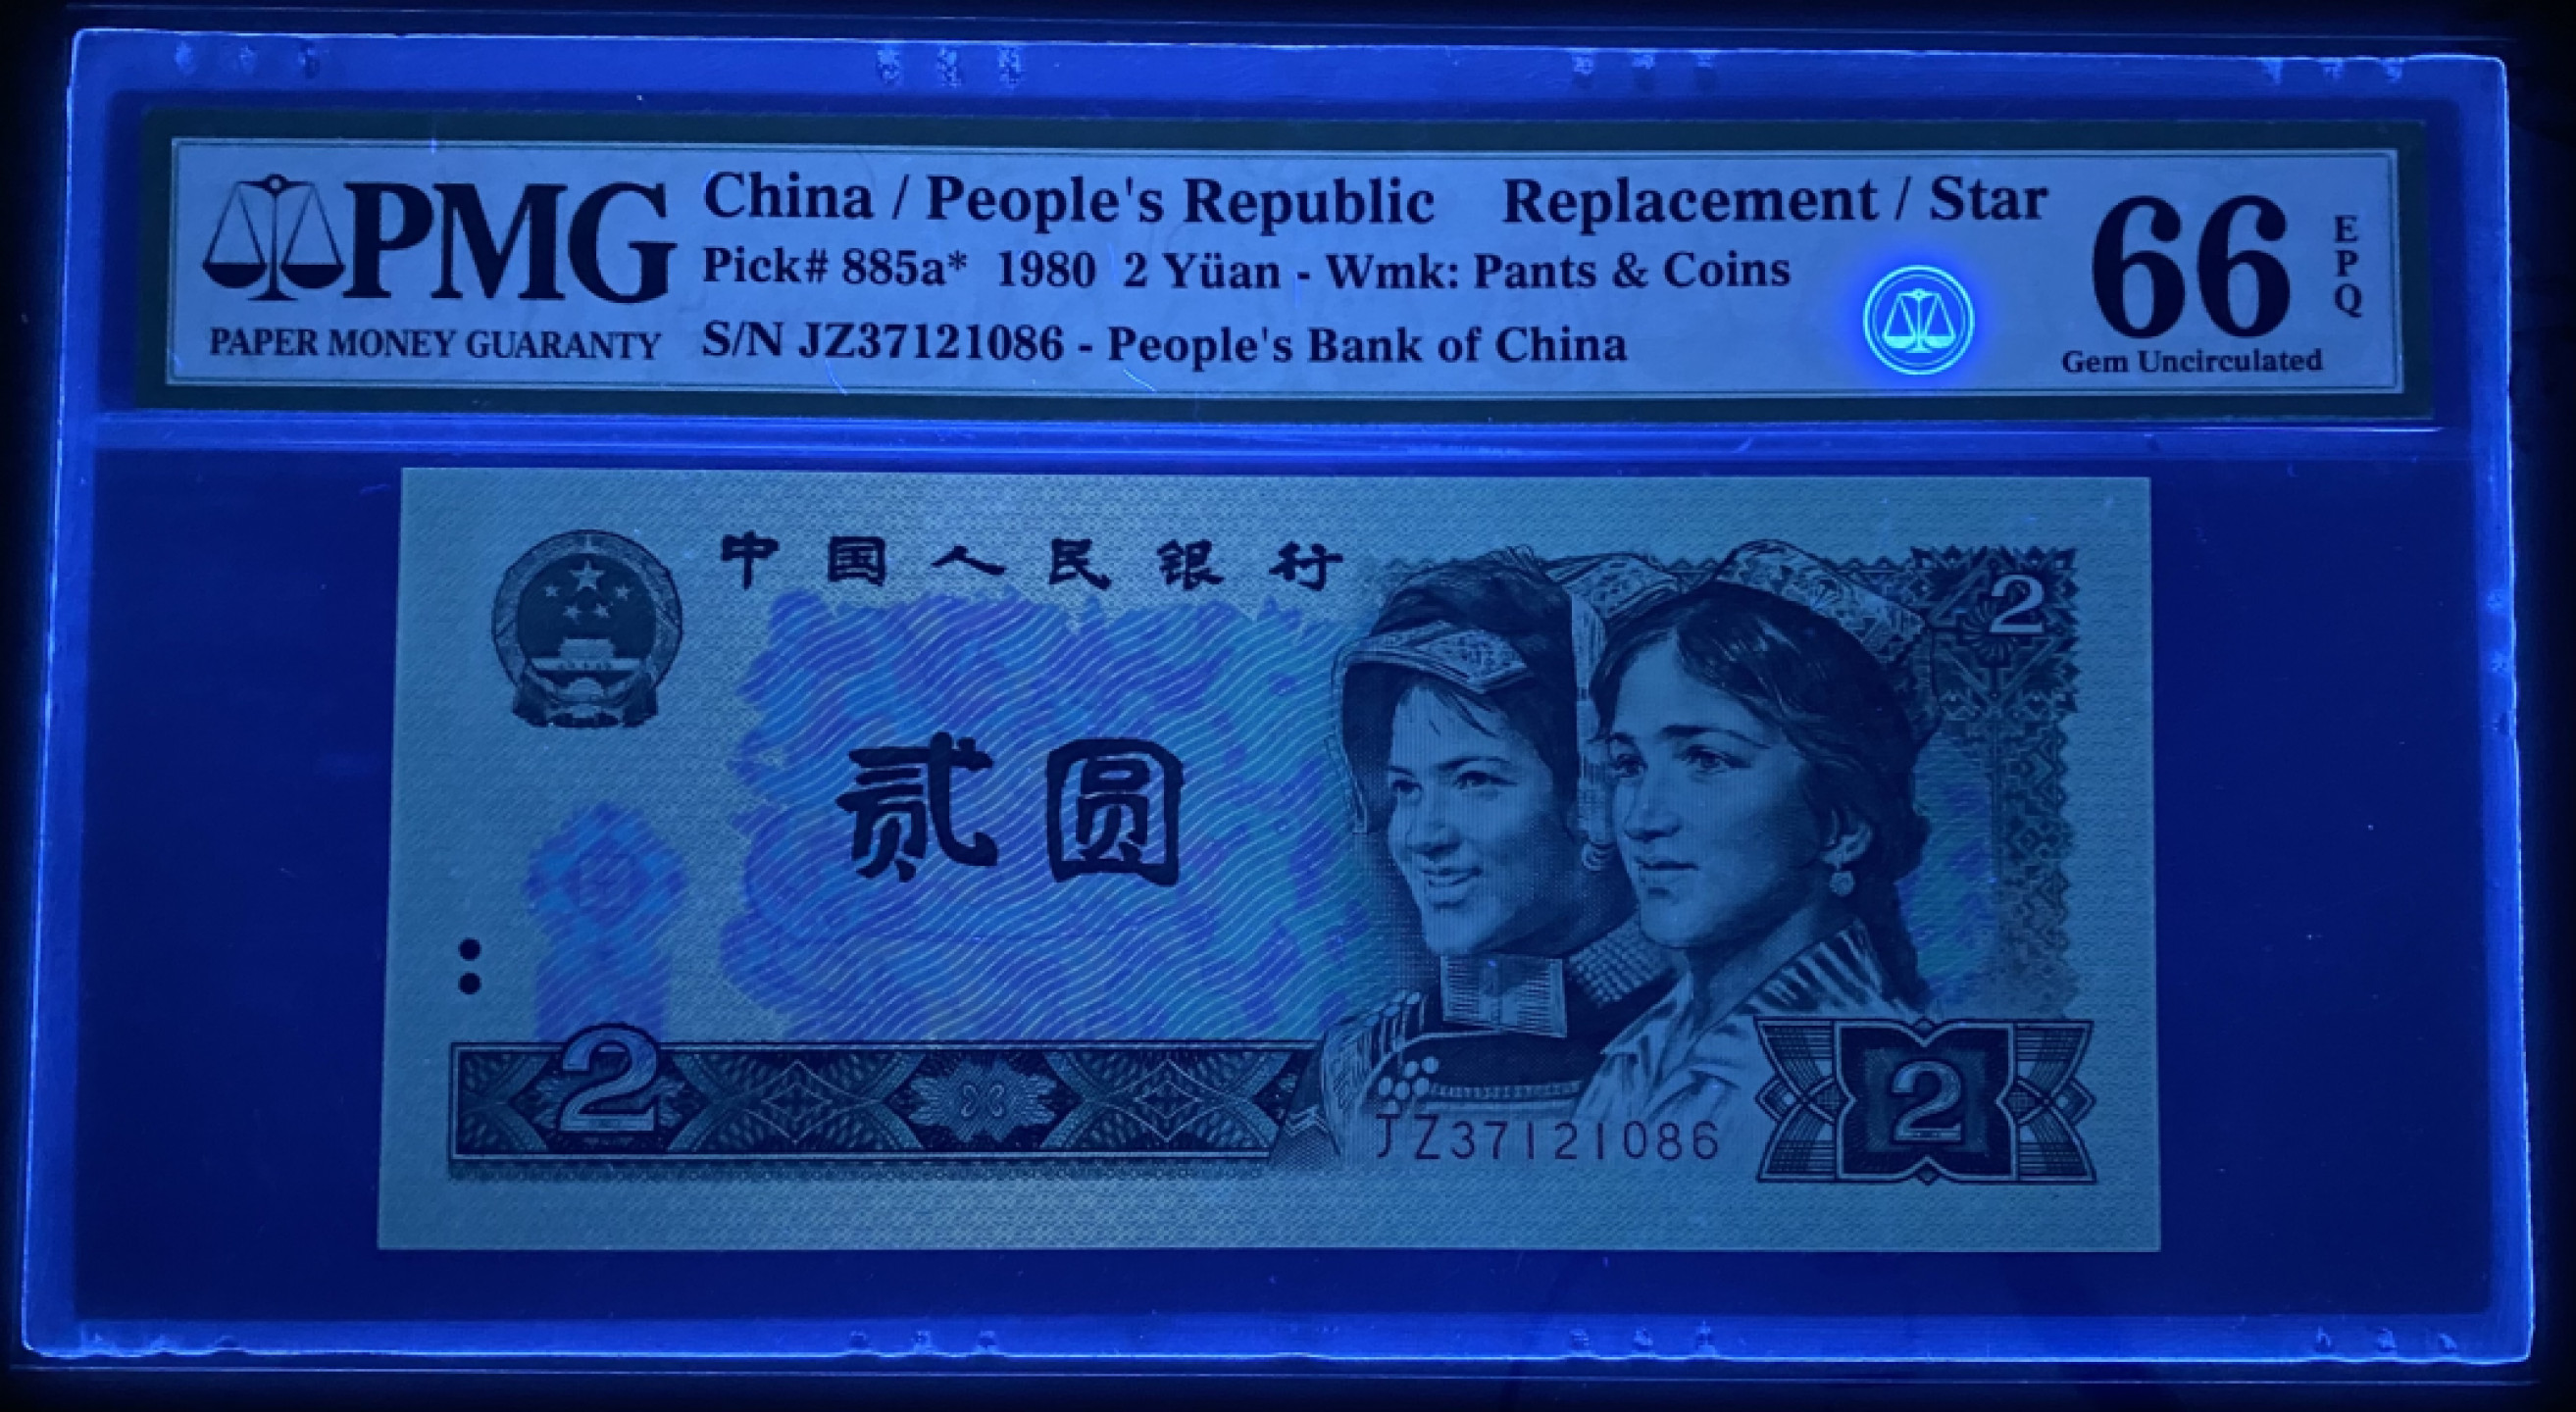 PMG
PAPER MONEY GUARANTY
China / People's Republic Replacement / Star
Pick# 885a* 1980 2 Yüan - Wmk: Pants & Coins
S/N JZ37121086 - People's Bank of China
66
EPQ
Gem Uncirculated
中国人民银行
2
贰圆
2
JZ37121086
2